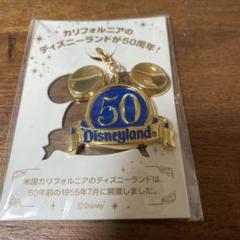 カリフォルニアの
ディズニーランドが50周年!
50
Disneyland®
米国カリフォルニアのディズニーランドは、
50年前の1955年7月に開園しました。
©Disney